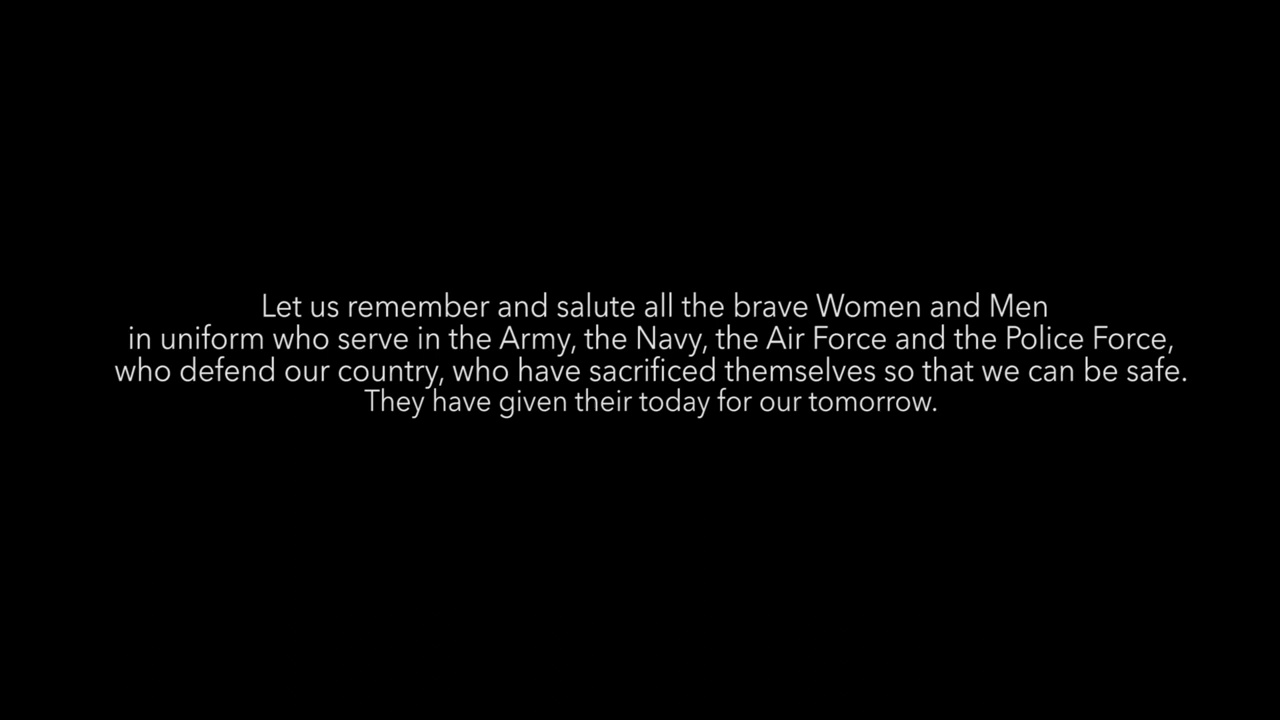 Let us remember and salute all the brave Women and Men
in uniform who serve in the Army, the Navy, the Air Force and the Police Force,
who defend our country, who have sacrificed themselves so that we can be safe.
They have given their today for our tomorrow.